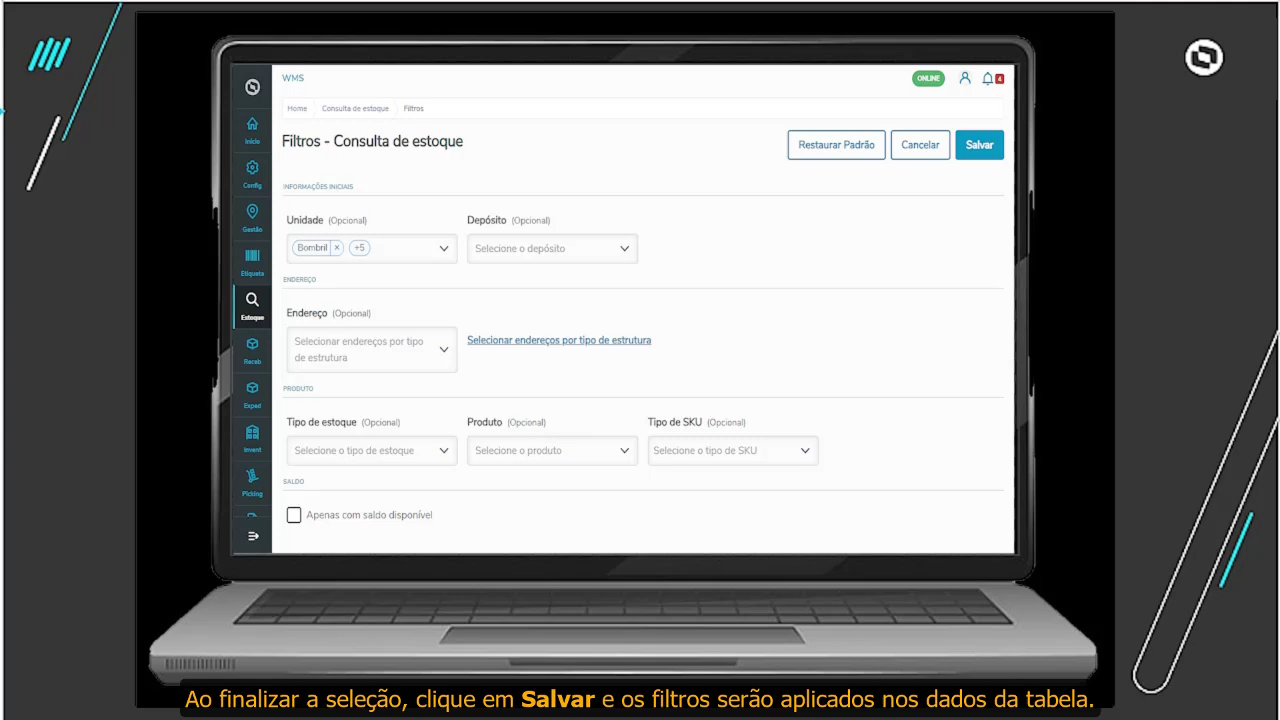 WMS
ONLINE
4
Home
Consulta de estoque
Filtros
Filtros - Consulta de estoque
Restaurar Padrão
Cancelar
Salvar
Início
Config
Gestão
Etiqueta
Estoque
Receb
Exped
Invent
Picking
INFORMAÇÕES INICIAIS
Unidade (Opcional)
Depósito (Opcional)
Bombril ×
+5
Selecione o depósito
ENDEREÇO
Endereço (Opcional)
Selecionar endereços por tipo
de estrutura
Selecionar endereços por tipo de estrutura
PRODUTO
Tipo de estoque (Opcional)
Produto (Opcional)
Tipo de SKU (Opcional)
Selecione o tipo de estoque
Selecione o produto
Selecione o tipo de SKU
SALDO
Apenas com saldo disponível
Ao finalizar a seleção, clique em Salvar e os filtros serão aplicados nos dados da tabela.